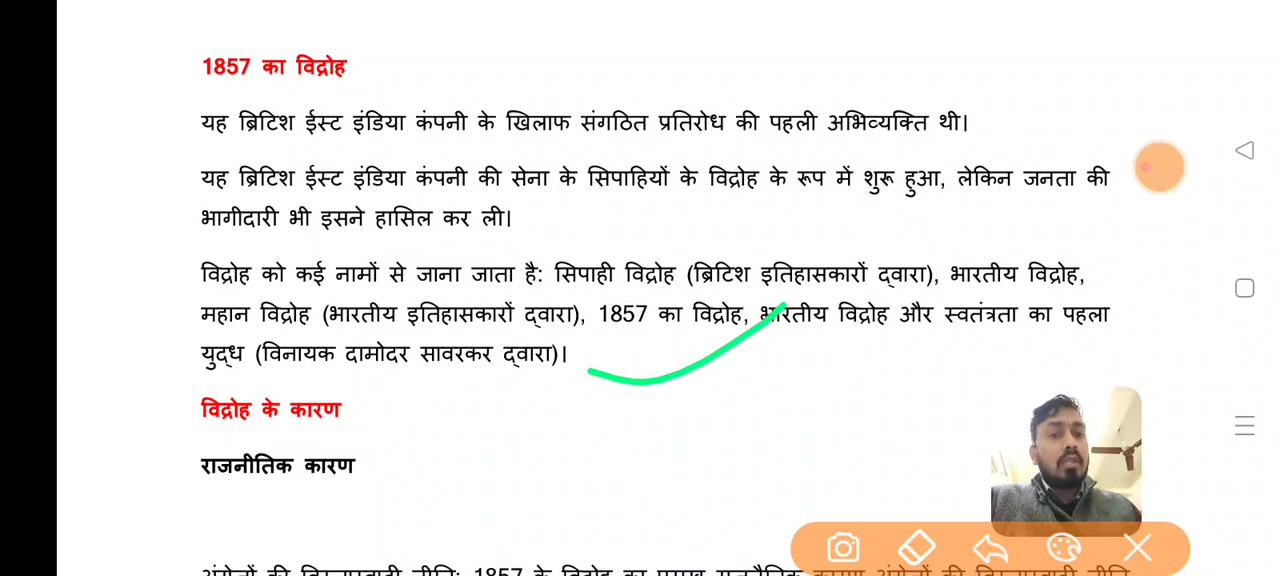 1857 का विद्रोह
यह ब्रिटिश ईस्ट इंडिया कंपनी के खिलाफ संगठित प्रतिरोध की पहली अभिव्यक्ति थी।
यह ब्रिटिश ईस्ट इंडिया कंपनी की सेना के सिपाहियों के विद्रोह के रूप में शुरू हुआ, लेकिन जनता की
भागीदारी भी इसने हासिल कर ली।
विद्रोह को कई नामों से जाना जाता है: सिपाही विद्रोह (ब्रिटिश इतिहासकारों द्वारा), भारतीय विद्रोह,
महान विद्रोह (भारतीय इतिहासकारों द्वारा), 1857 का विद्रोह, भारतीय विद्रोह और स्वतंत्रता का पहला
युद्ध (विनायक दामोदर सावरकर द्वारा)।
विद्रोह के कारण
राजनीतिक कारण